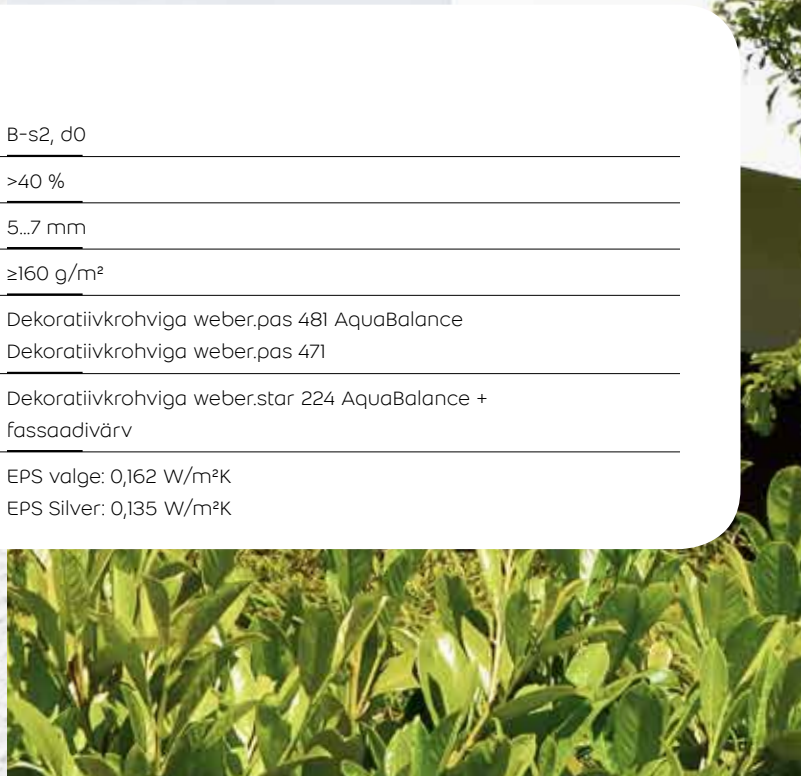 B-s2, d0
>40 %
5...7 mm
≥160 g/m²
Dekoratiivkrohviga weber.pas 481 AquaBalance
Dekoratiivkrohviga weber.pas 471
Dekoratiivkrohviga weber.star 224 AquaBalance +
fassaadivärv
EPS valge: 0,162 W/m²K
EPS Silver: 0,135 W/m²K